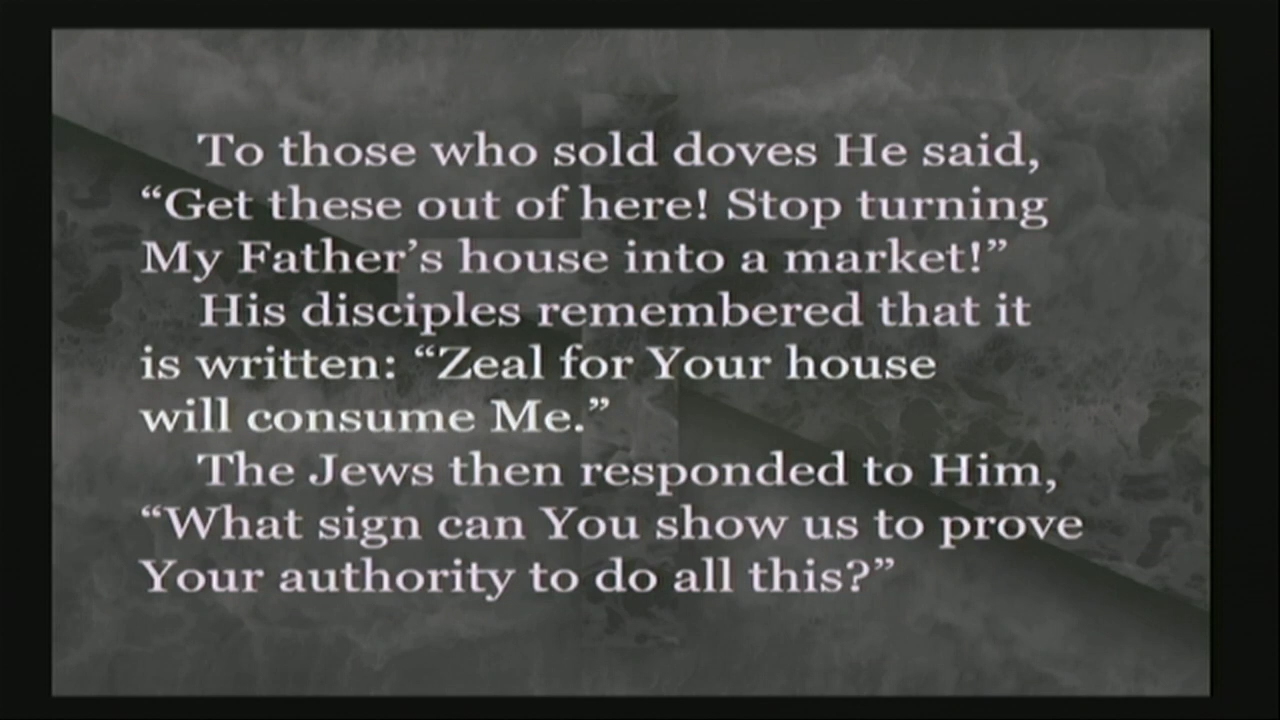 To those who sold doves He said,
“Get these out of here! Stop turning
My Father’s house into a market!”
His disciples remembered that it
is written: “Zeal for Your house
will consume Me.”
The Jews then responded to Him,
“What sign can You show us to prove
Your authority to do all this?”